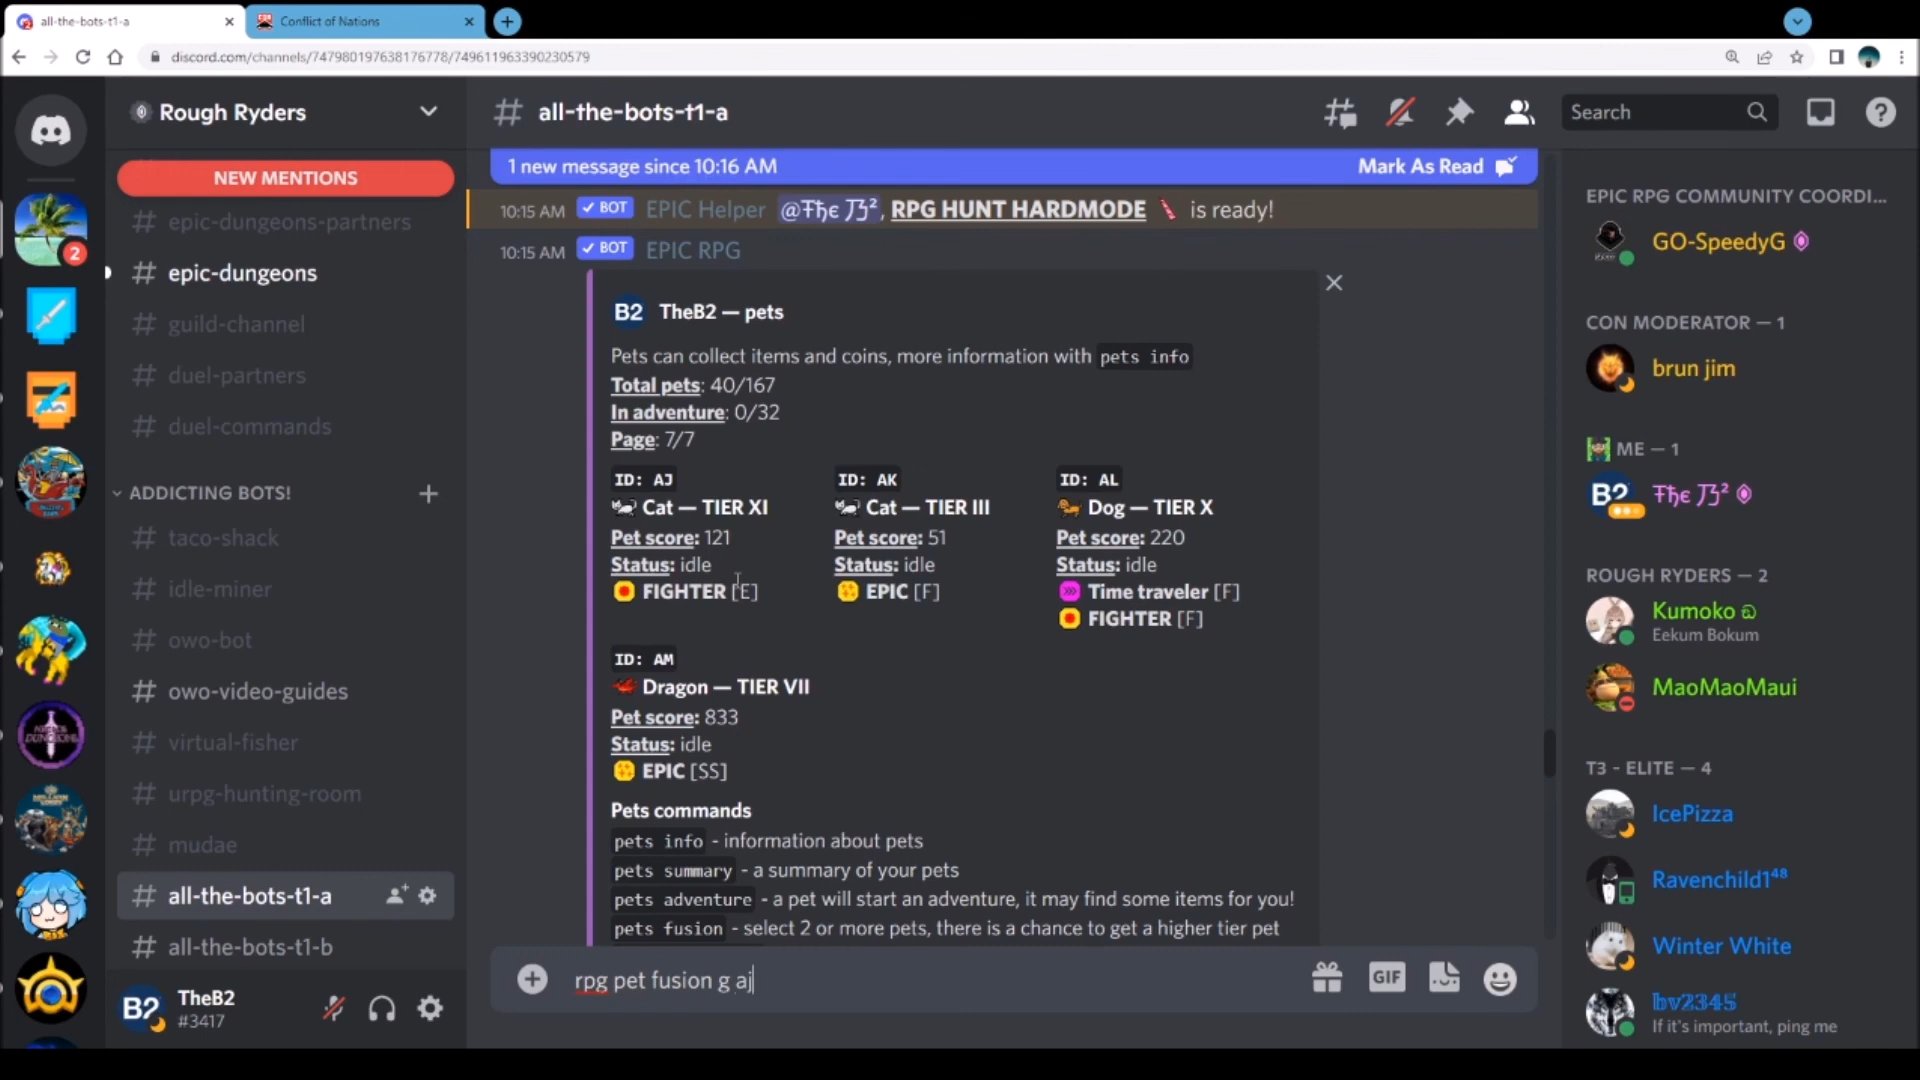 all-the-bots-t1-a
Conflict of Nations
discord.com/channels/747980197638176778/749611963390230579
Rough Ryders
NEW MENTIONS
epic-dungeons-partners
epic-dungeons
guild-channel
duel-partners
duel-commands
ADDICTING BOTS!
taco-shack
idle-miner
owo-bot
owo-video-guides
virtual-fisher
urpg-hunting-room
mudae
all-the-bots-t1-a
all-the-bots-t1-b
B2 TheB2
#3417
2
# all-the-bots-t1-a
Search
1 new message since 10:16 AM Mark As Read
10:15 AM BOT EPIC Helper @Ŧђє 乃², RPG HUNT HARDMODE is ready!
10:15 AM BOT EPIC RPG
B2 TheB2 — pets
Pets can collect items and coins, more information with pets info
Total pets: 40/167
In adventure: 0/32
Page: 7/7
ID: AJ ID: AK ID: AL
Cat — TIER XI Cat — TIER III Dog — TIER X
Pet score: 121 Pet score: 51 Pet score: 220
Status: idle Status: idle Status: idle
FIGHTER [E] EPIC [F] Time traveler [F]
FIGHTER [F]
ID: AM
Dragon — TIER VII
Pet score: 833
Status: idle
EPIC [SS]
Pets commands
pets info - information about pets
pets summary - a summary of your pets
pets adventure - a pet will start an adventure, it may find some items for you!
pets fusion - select 2 or more pets, there is a chance to get a higher tier pet
rpg pet fusion g aj
GIF
EPIC RPG COMMUNITY COORDI...
GO-SpeedyG
CON MODERATOR — 1
brun jim
ME — 1
B2 Ŧђє 乃²
ROUGH RYDERS — 2
Kumoko ඞ
Eekum Bokum
MaoMaoMaui
T3 - ELITE — 4
IcePizza
Ravenchild1⁴⁸
Winter White
𝕓𝕧𝟚𝟛𝟜𝟝
If it's important, ping me